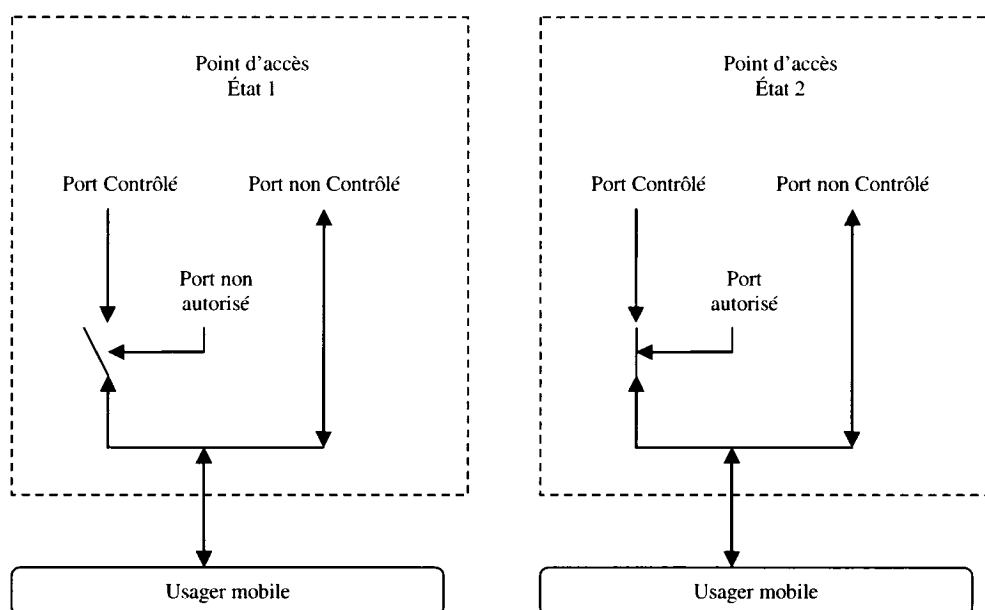 Point d'accès
État 1
Port Contrôlé
Port non Contrôlé
Port non
autorisé
Usager mobile
Point d'accès
État 2
Port Contrôlé
Port non Contrôlé
Port
autorisé
Usager mobile